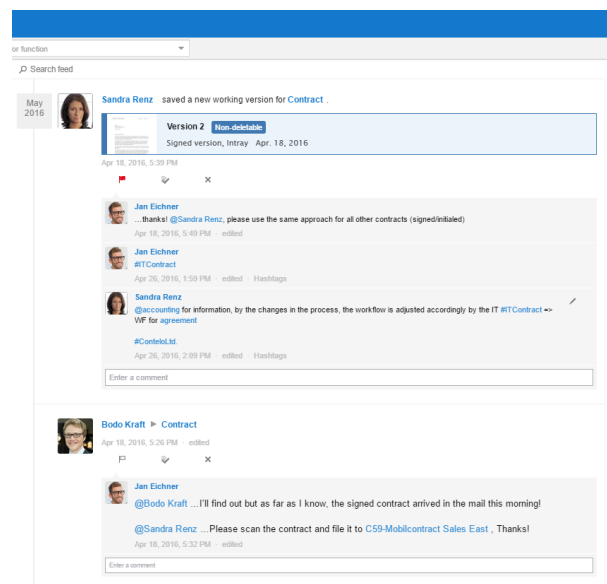 or function
Search feed
May
2016
Sandra Renz saved a new working version for Contract .
Version 2 Non-deletable
Signed version, Intray Apr. 18, 2016
Apr 18, 2016, 5:39 PM
Jan Eichner
...thanks! @Sandra Renz, please use the same approach for all other contracts (signed/initialed)
Apr 18, 2016, 5:49 PM · edited
Jan Eichner
#ITContract
Apr 26, 2016, 1:59 PM · edited · Hashtags
Sandra Renz
@accounting for information, by the changes in the process, the workflow is adjusted accordingly by the IT #ITContract =>
WF for agreement
#ConteloLtd.
Apr 26, 2016, 2:09 PM · edited · Hashtags
Enter a comment
Bodo Kraft ► Contract
Apr 18, 2016, 5:26 PM · edited
Jan Eichner
@Bodo Kraft ...I'll find out but as far as I know, the signed contract arrived in the mail this morning!
@Sandra Renz ...Please scan the contract and file it to C59-Mobilcontract Sales East , Thanks!
Apr 18, 2016, 5:32 PM · edited
Enter a comment